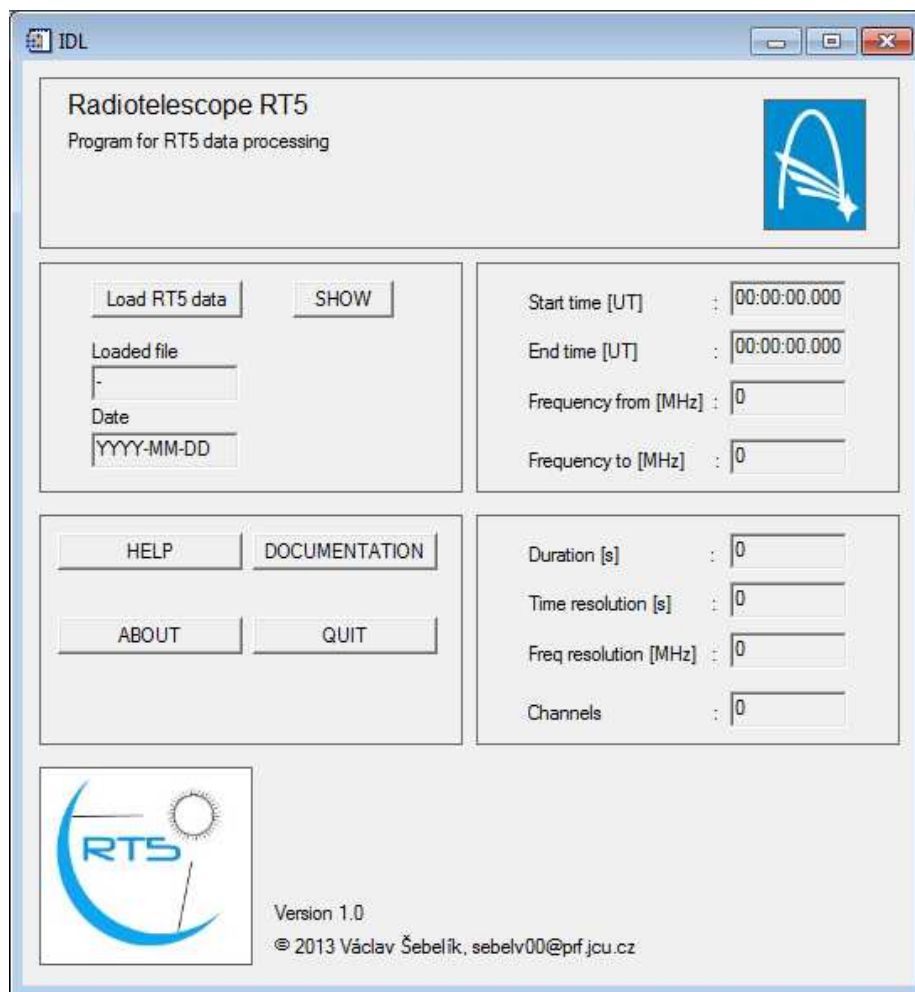 IDL
Radiotelescope RT5
Program for RT5 data processing
Load RT5 data SHOW
Loaded file
-
Date
YYYY-MM-DD
Start time [UT] : 00:00:00.000
End time [UT] : 00:00:00.000
Frequency from [MHz] : 0
Frequency to [MHz] : 0
HELP DOCUMENTATION
ABOUT QUIT
Duration [s] : 0
Time resolution [s] : 0
Freq resolution [MHz] : 0
Channels : 0
RT5
Version 1.0
© 2013 Václav Šebelík, sebelv00@prf.jcu.cz